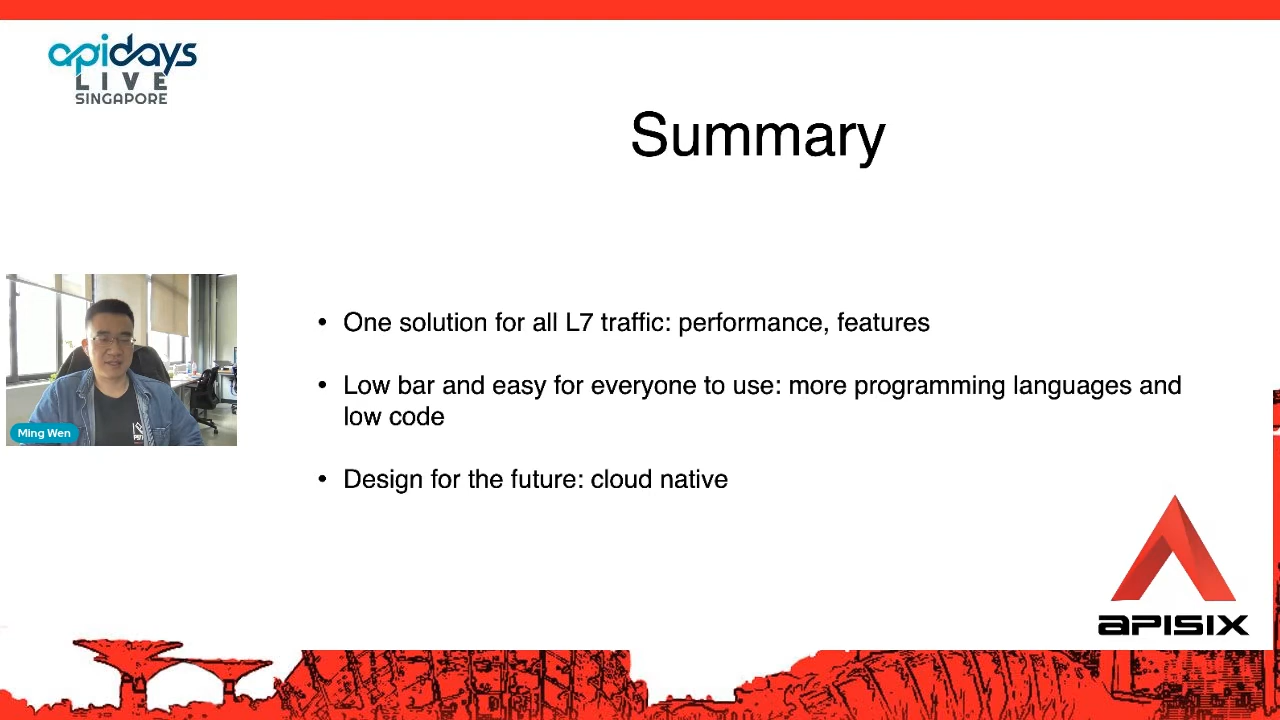 apidays
LIVE
SINGAPORE
Summary
• One solution for all L7 traffic: performance, features
• Low bar and easy for everyone to use: more programming languages and
low code
• Design for the future: cloud native
Ming Wen
APISIX